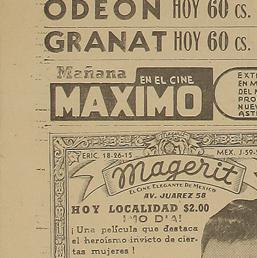 ODEON HOY 60 cs.
GRANAT HOY 60 cs.
Mañana
EN EL CINE
MAXIMO
ERIC. 18-26-15
MEX. J-59-
Magerit
EL CINE ELEGANTE DE MEXICO
AV. JUAREZ 58
HOY LOCALIDAD $2.00
¡ Una película que destaca
el heroísmo invicto de cier-
tas mujeres !